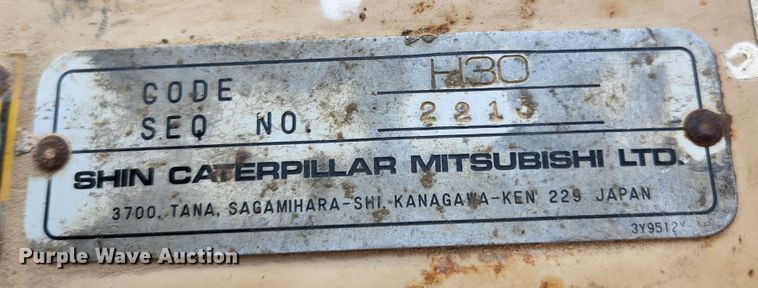 CODE H30
SEQ NO. 2213
SHIN CATERPILLAR MITSUBISHI LTD.
3700, TANA, SAGAMIHARA-SHI, KANAGAWA-KEN 229 JAPAN
Purple Wave Auction